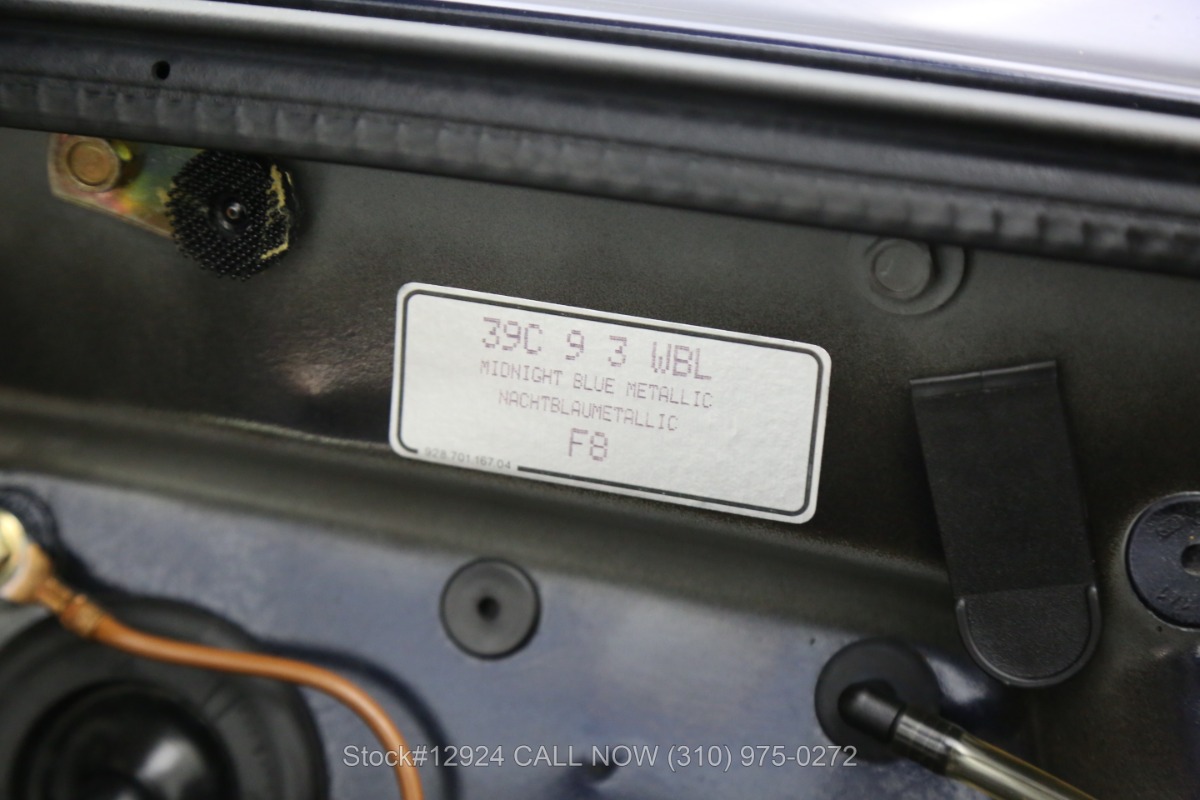 39C 9 3 WBL
MIDNIGHT BLUE METALLIC
NACHTBLAUMETALLIC
F8
928.701.167.04
Stock#12924 CALL NOW (310) 975-0272